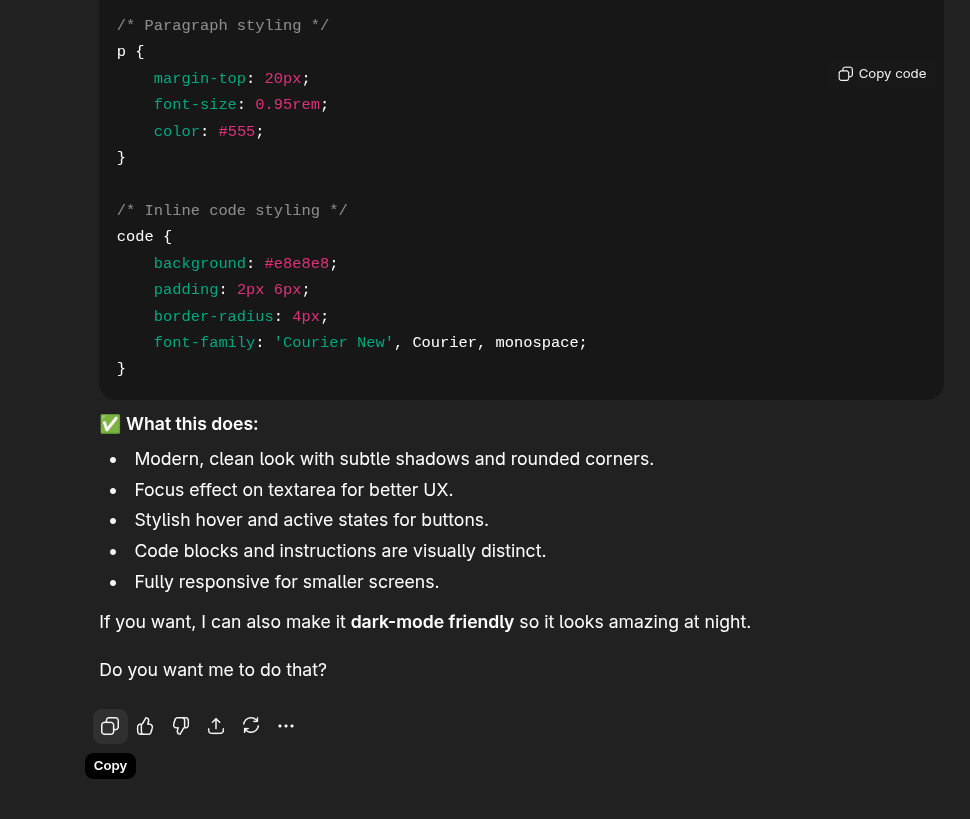 /* Paragraph styling */
p {
    margin-top: 20px;
Copy code
    font-size: 0.95rem;
    color: #555;
}
/* Inline code styling */
code {
    background: #e8e8e8;
    padding: 2px 6px;
    border-radius: 4px;
    font-family: 'Courier New', Courier, monospace;
}
✅ What this does:
• Modern, clean look with subtle shadows and rounded corners.
• Focus effect on textarea for better UX.
• Stylish hover and active states for buttons.
• Code blocks and instructions are visually distinct.
• Fully responsive for smaller screens.
If you want, I can also make it dark-mode friendly so it looks amazing at night.
Do you want me to do that?
Copy